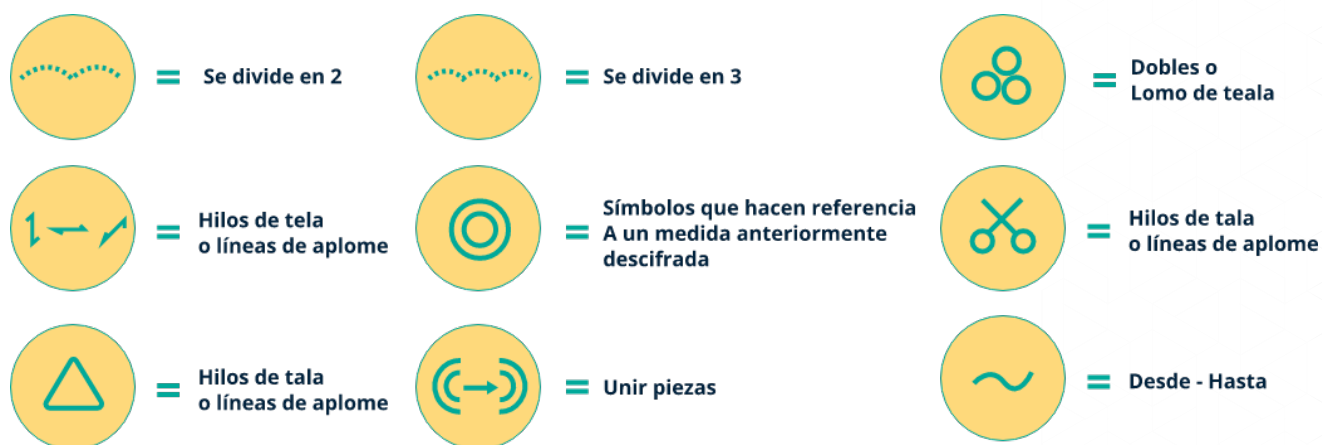 = Se divide en 2
= Se divide en 3
= Dobles o
Lomo de teala
= Hilos de tela
o líneas de aplome
= Símbolos que hacen referencia
A un medida anteriormente
descifrada
= Hilos de tala
o líneas de aplome
= Hilos de tala
o líneas de aplome
= Unir piezas
= Desde - Hasta